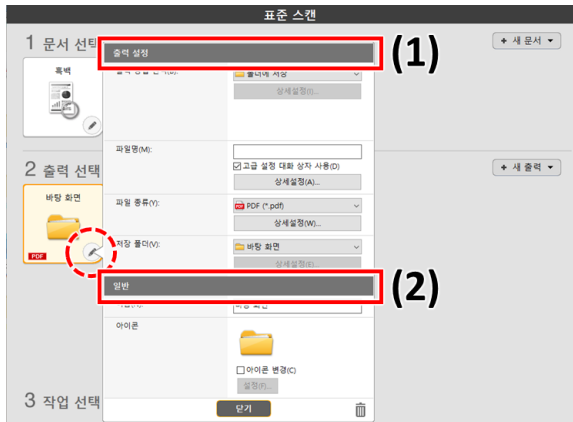 표준 스캔
1 문서 선택
+ 새 문서
흑백
출력 설정
(1)
폴더에 저장
상세설정(I)...
파일명(M):
고급 설정 대화 상자 사용(D)
상세설정(A)...
2 출력 선택
+ 새 출력
바탕 화면
PDF
파일 종류(Y):
PDF (*.pdf)
상세설정(W)...
저장 폴더(V):
바탕 화면
상세설정(E)...
일반
(2)
바탕 화면
아이콘
아이콘 변경(C)
설정(F)...
3 작업 선택
닫기